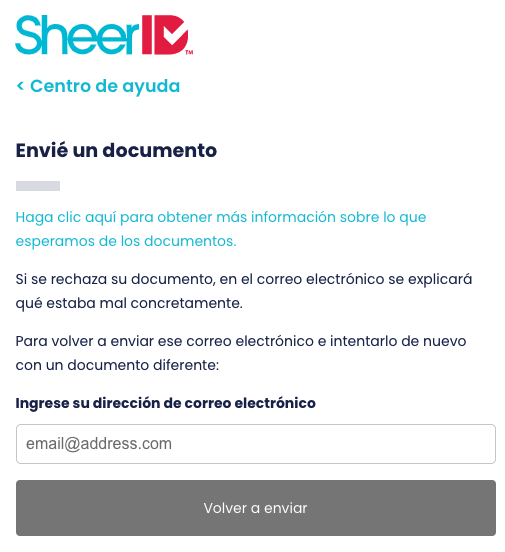 SheerID™
< Centro de ayuda
Envié un documento
Haga clic aquí para obtener más información sobre lo que
esperamos de los documentos.
Si se rechaza su documento, en el correo electrónico se explicará
qué estaba mal concretamente.
Para volver a enviar ese correo electrónico e intentarlo de nuevo
con un documento diferente:
Ingrese su dirección de correo electrónico
email@address.com
Volver a enviar